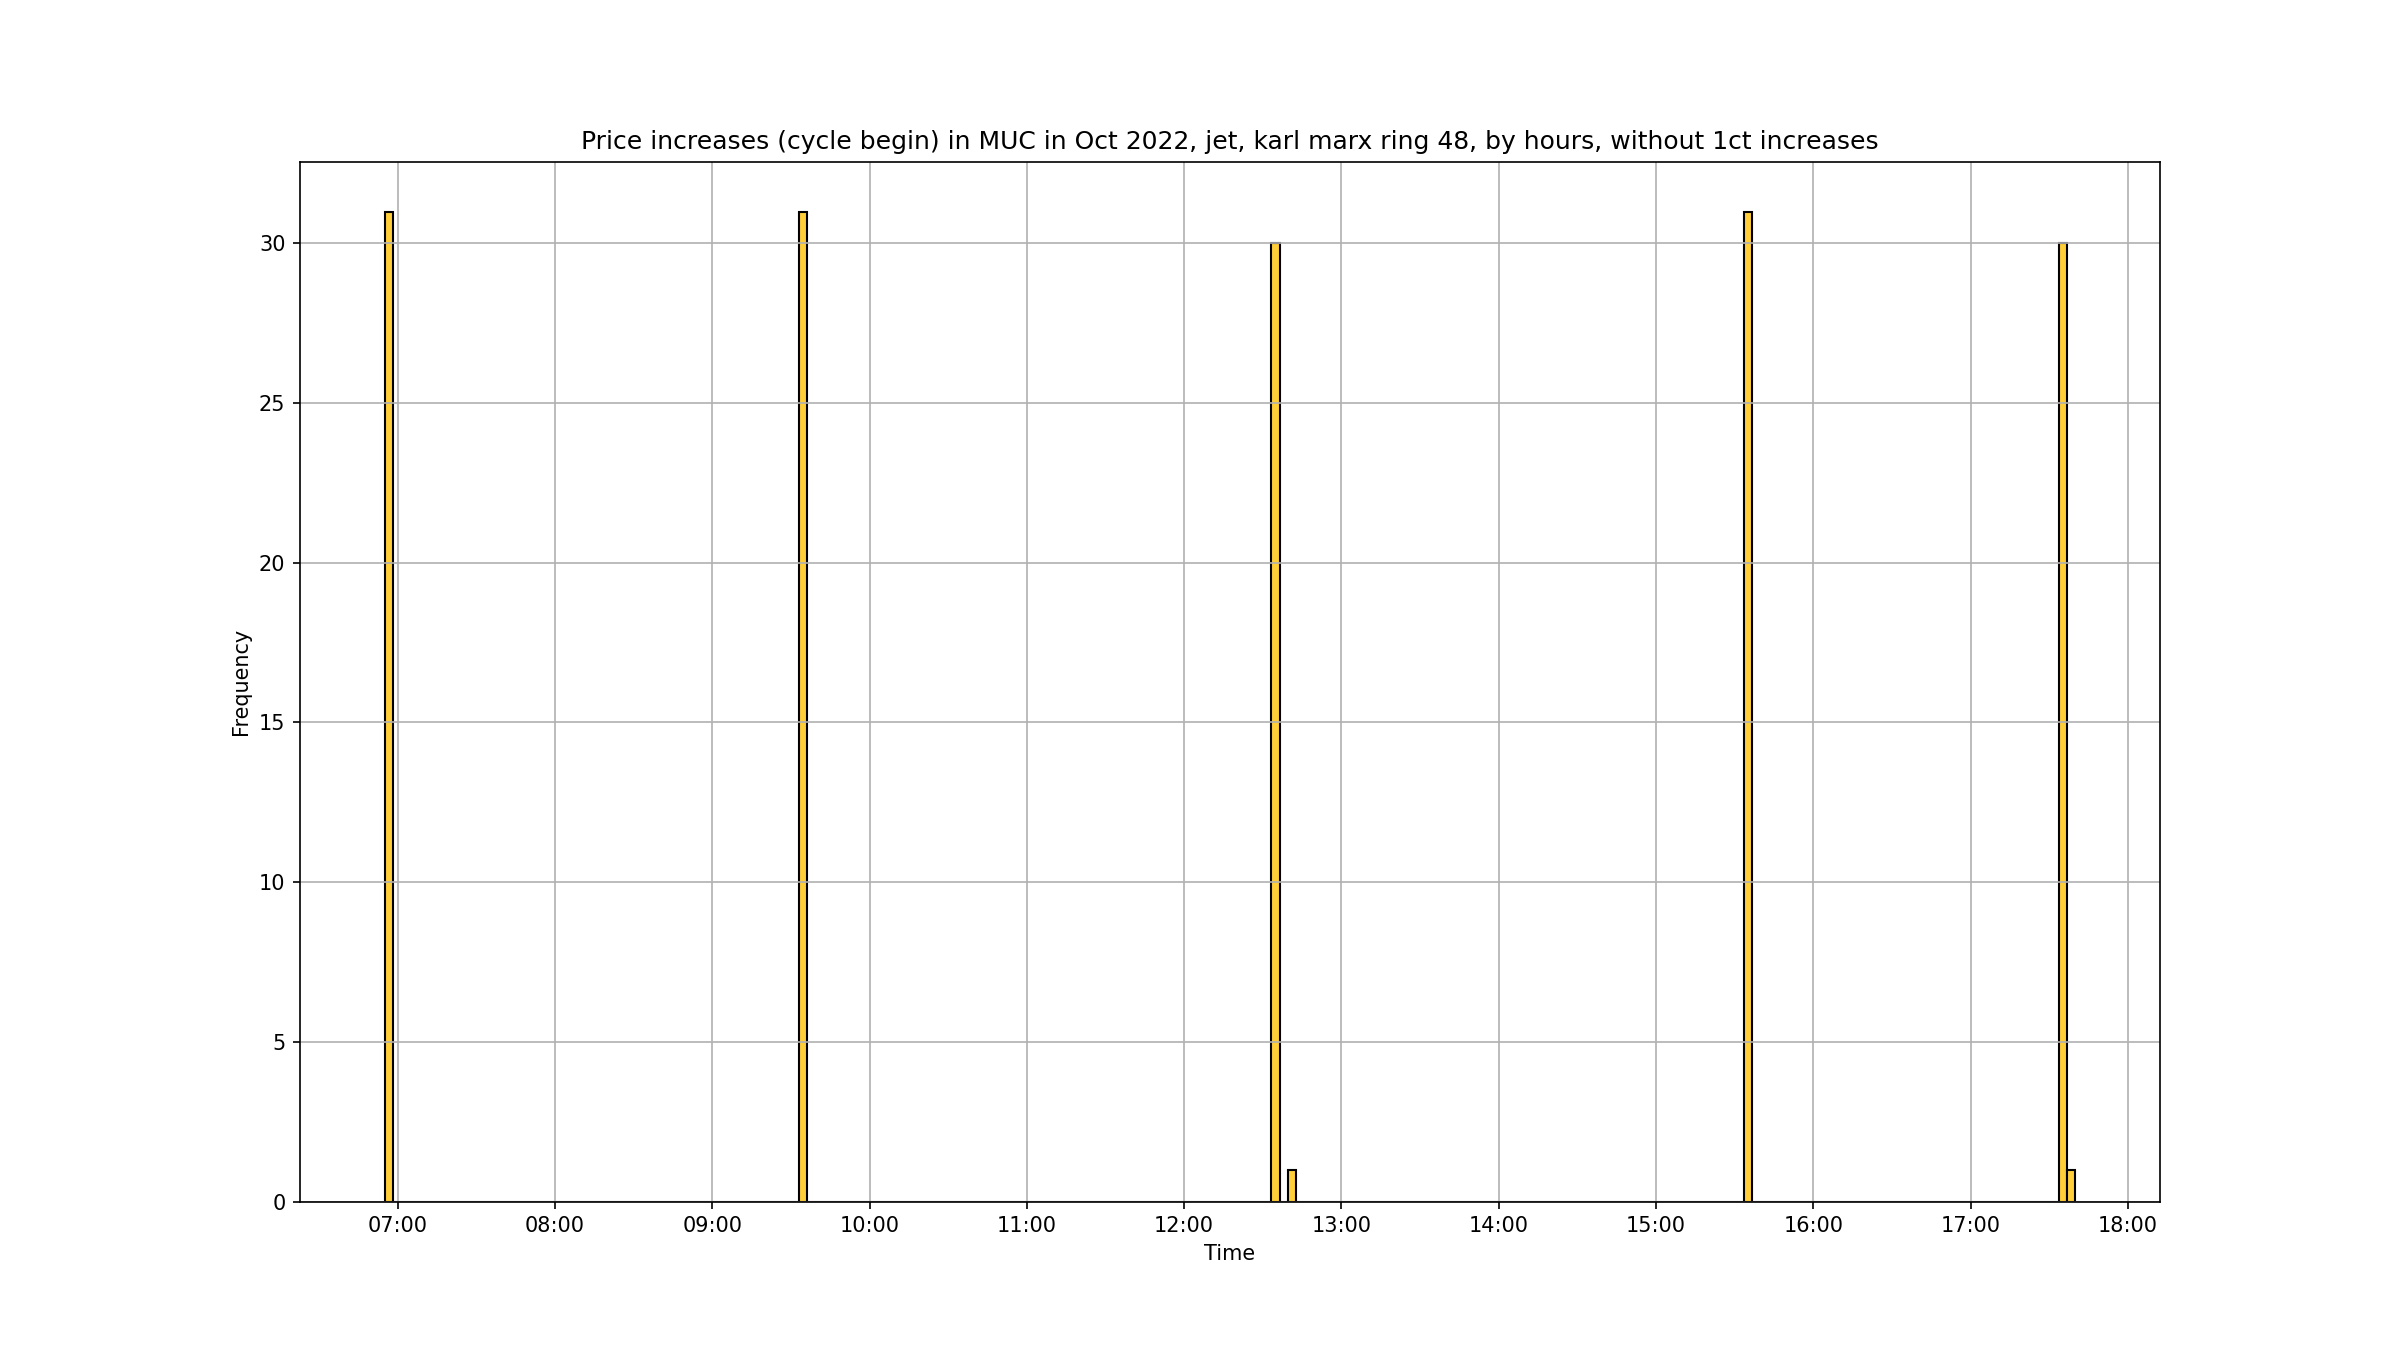 Price increases (cycle begin) in MUC in Oct 2022, jet, karl marx ring 48, by hours, without 1ct increases
30
25
20
15
10
5
0
Frequency
07:00 08:00 09:00 10:00 11:00 12:00 13:00 14:00 15:00 16:00 17:00 18:00
Time